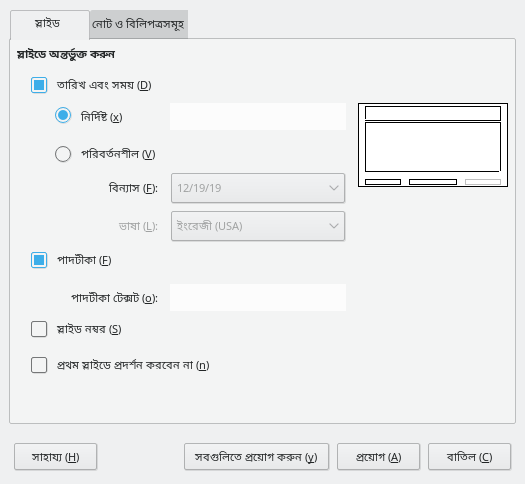 স্লাইড
নোট ও বিলিপত্রসমূহ
স্লাইডে অন্তর্ভুক্ত করুন
তারিখ এবং সময় (D)
নির্দিষ্ট (x)
পরিবর্তনশীল (V)
বিন্যাস (F):
12/19/19
ভাষা (L):
ইংরেজী (USA)
পাদটীকা (F)
পাদটীকা টেক্সট (o):
স্লাইড নম্বর (S)
প্রথম স্লাইডে প্রদর্শন করবেন না (n)
সাহায্য (H)
সবগুলিতে প্রয়োগ করুন (y)
প্রয়োগ (A)
বাতিল (C)